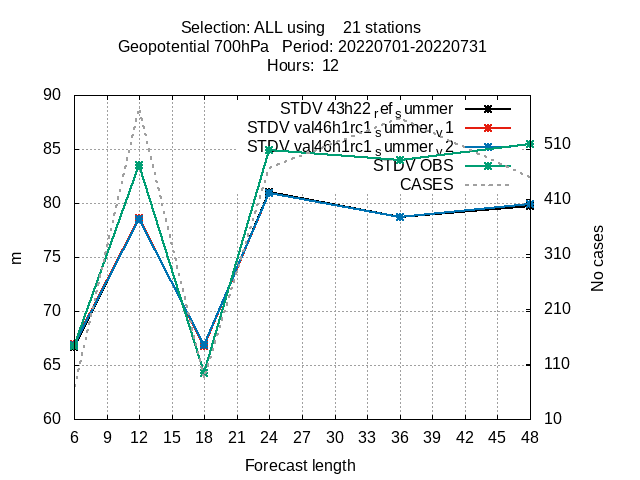 Selection: ALL using    21 stations
Geopotential 700hPa   Period: 20220701-20220731
Hours:  12
90
85
80
75
70
65
60
m
STDV 43h22_ref_summer
STDV val46h1rc1_summer_v1
STDV val46h1rc1_summer_v2
STDV OBS
CASES
510
410
310
210
110
10
No cases
6 9 12 15 18 21 24 27 30 33 36 39 42 45 48
Forecast length